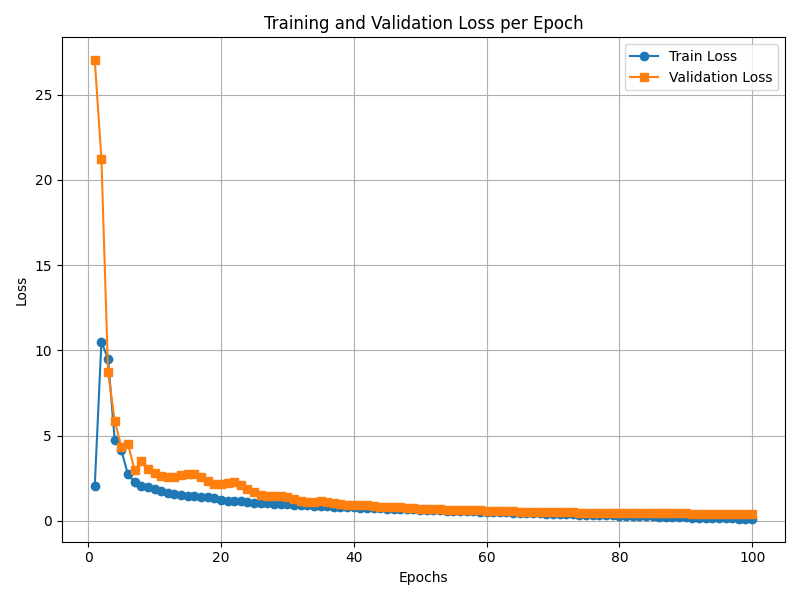 Training and Validation Loss per Epoch
Train Loss
Validation Loss
25
20
15
10
5
0
Loss
0 20 40 60 80 100
Epochs